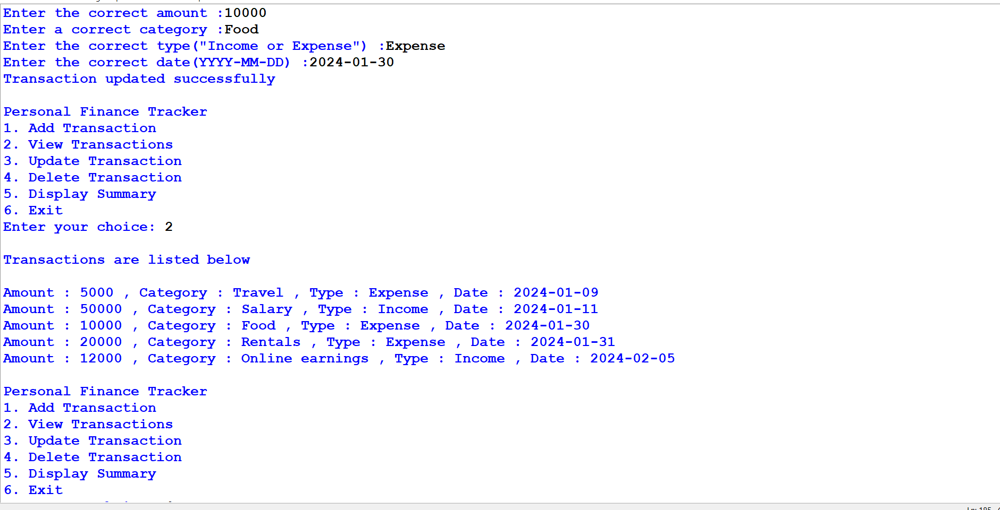 Enter the correct amount :10000
Enter a correct category :Food
Enter the correct type("Income or Expense") :Expense
Enter the correct date(YYYY-MM-DD) :2024-01-30
Transaction updated successfully
Personal Finance Tracker
1. Add Transaction
2. View Transactions
3. Update Transaction
4. Delete Transaction
5. Display Summary
6. Exit
Enter your choice: 2
Transactions are listed below
Amount : 5000 , Category : Travel , Type : Expense , Date : 2024-01-09
Amount : 50000 , Category : Salary , Type : Income , Date : 2024-01-11
Amount : 10000 , Category : Food , Type : Expense , Date : 2024-01-30
Amount : 20000 , Category : Rentals , Type : Expense , Date : 2024-01-31
Amount : 12000 , Category : Online earnings , Type : Income , Date : 2024-02-05
Personal Finance Tracker
1. Add Transaction
2. View Transactions
3. Update Transaction
4. Delete Transaction
5. Display Summary
6. Exit